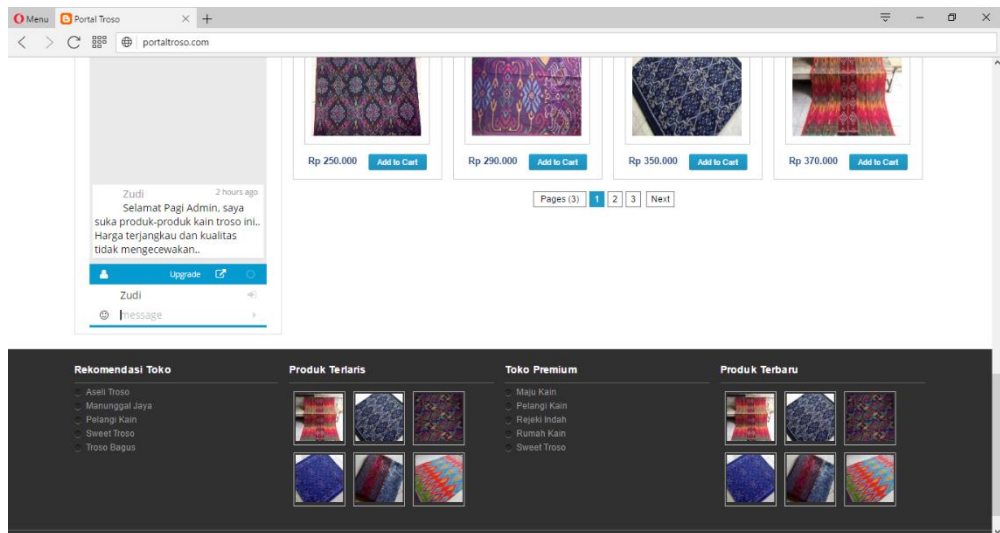 Menu
Portal Troso
portaltroso.com
Rp 250.000 Add to Cart
Rp 290.000 Add to Cart
Rp 350.000 Add to Cart
Rp 370.000 Add to Cart
Pages (3) 1 2 3 Next
Zudi 2 hours ago
Selamat Pagi Admin, saya
suka produk-produk kain troso ini..
Harga terjangkau dan kualitas
tidak mengecewakan..
Upgrade
Zudi
message
Rekomendasi Toko
Aseli Troso
Manunggal Jaya
Pelangi Kain
Sweet Troso
Troso Bagus
Produk Terlaris
Toko Premium
Maju Kain
Pelangi Kain
Rejeki Indah
Rumah Kain
Sweet Troso
Produk Terbaru